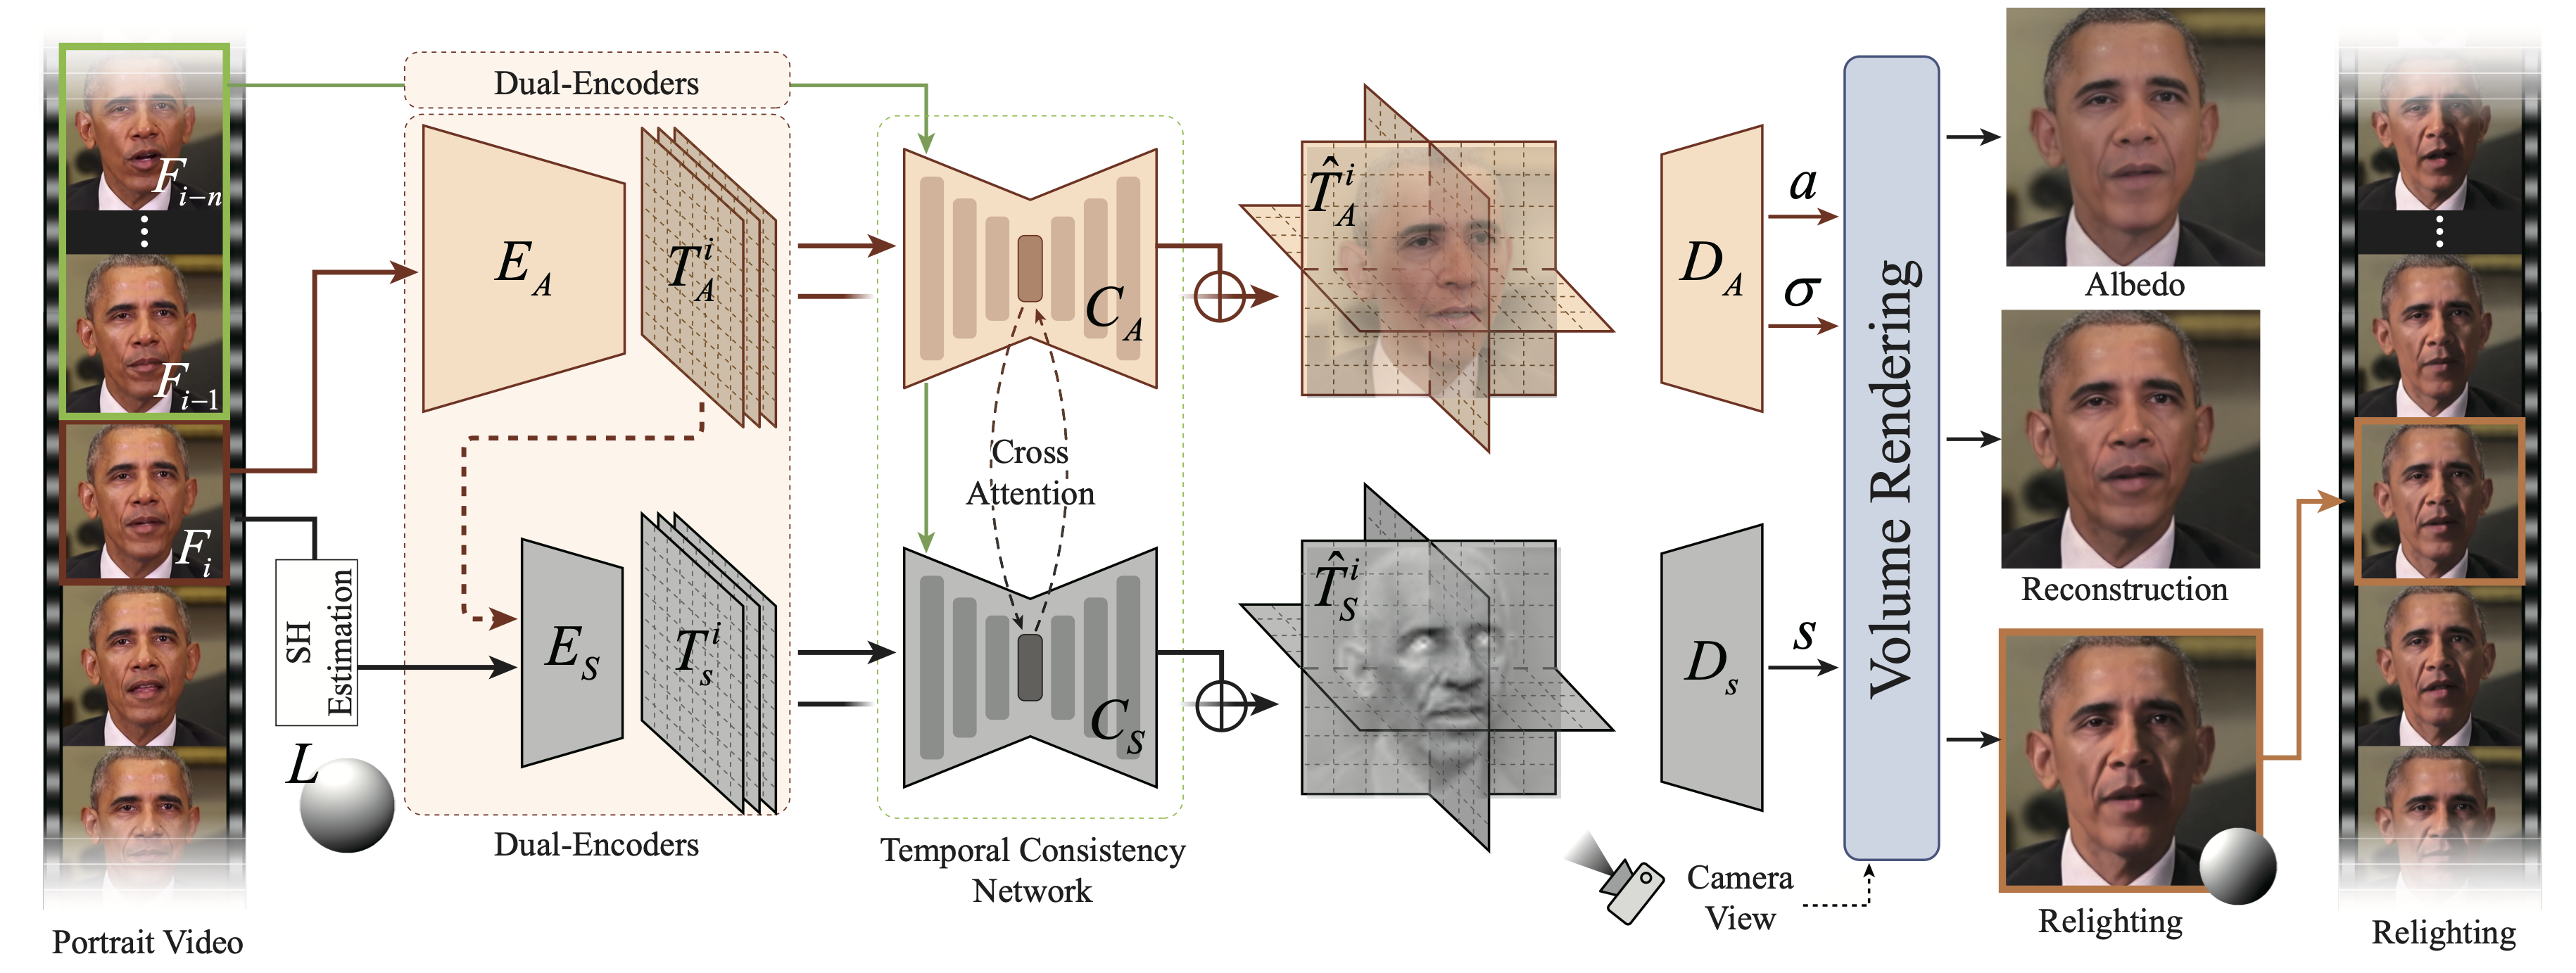 Dual-Encoders
F_{i-n}
F_{i-1}
F_i
SH
Estimation
L
E_A
T_A^i
E_S
T_s^i
Dual-Encoders
C_A
Cross
Attention
C_S
Temporal Consistency
Network
\hat{T}_A^i
\hat{T}_S^i
D_A
a
σ
D_s
s
Camera
View
Volume Rendering
Albedo
Reconstruction
Relighting
Portrait Video
Relighting